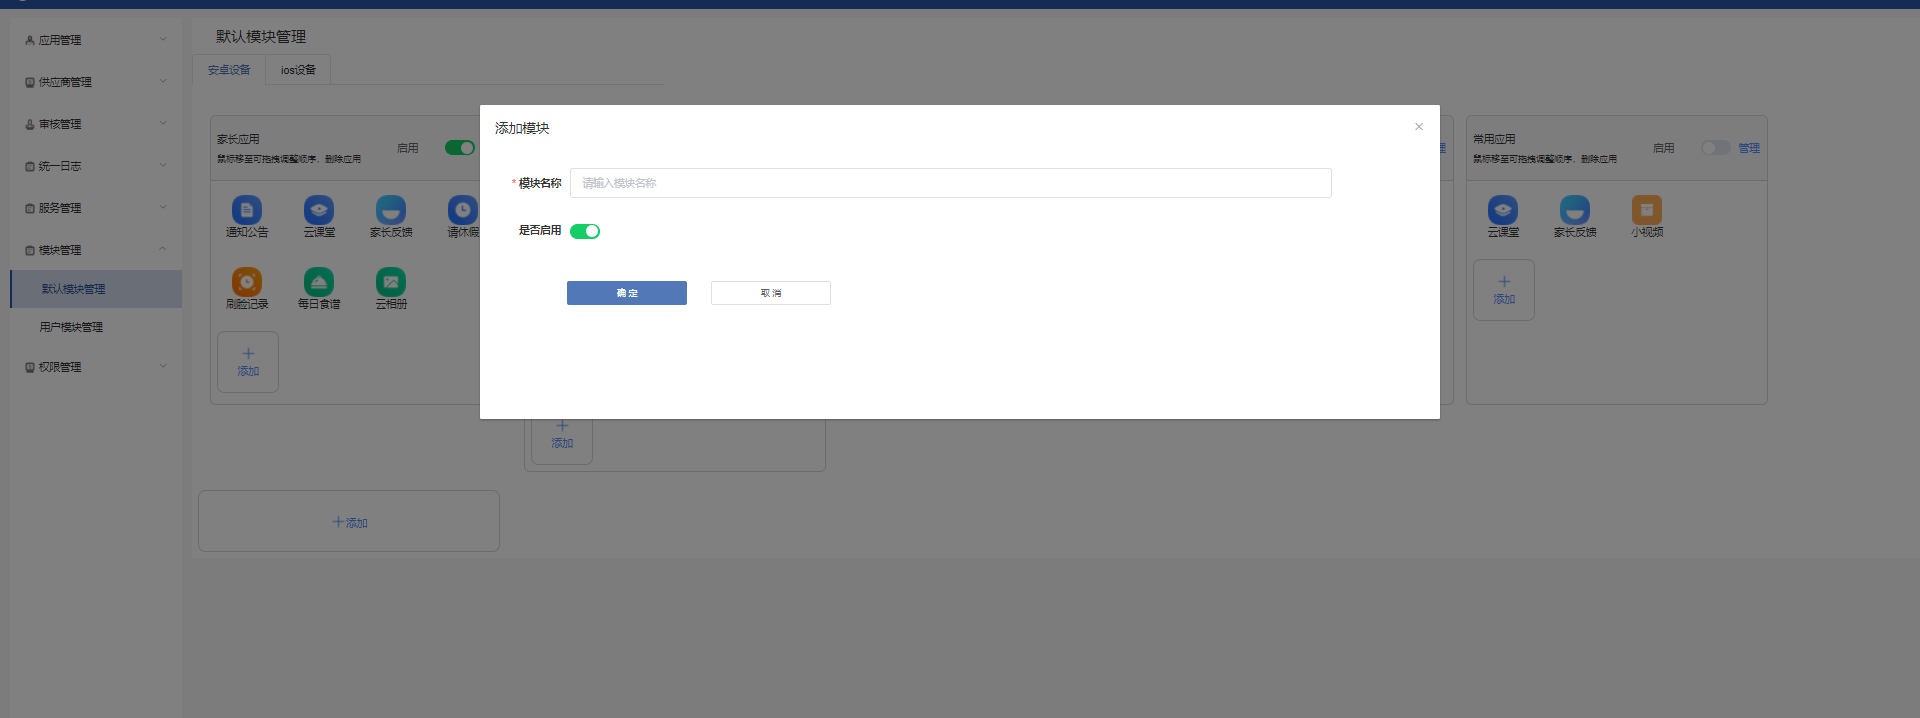 应用管理
供应商管理
审核管理
统一日志
服务管理
模块管理
默认模块管理
用户模块管理
权限管理
默认模块管理
安卓设备
ios设备
家长应用
鼠标移至可拖拽调整顺序，删除应用
启用
通知公告
云课堂
家长反馈
请休假
刷脸记录
每日食谱
云相册
添加
添加模块
* 模块名称
请输入模块名称
是否启用
确 定
取 消
添加
常用应用
鼠标移至可拖拽调整顺序，删除应用
启用
管理
云课堂
家长反馈
小视频
添加
添加